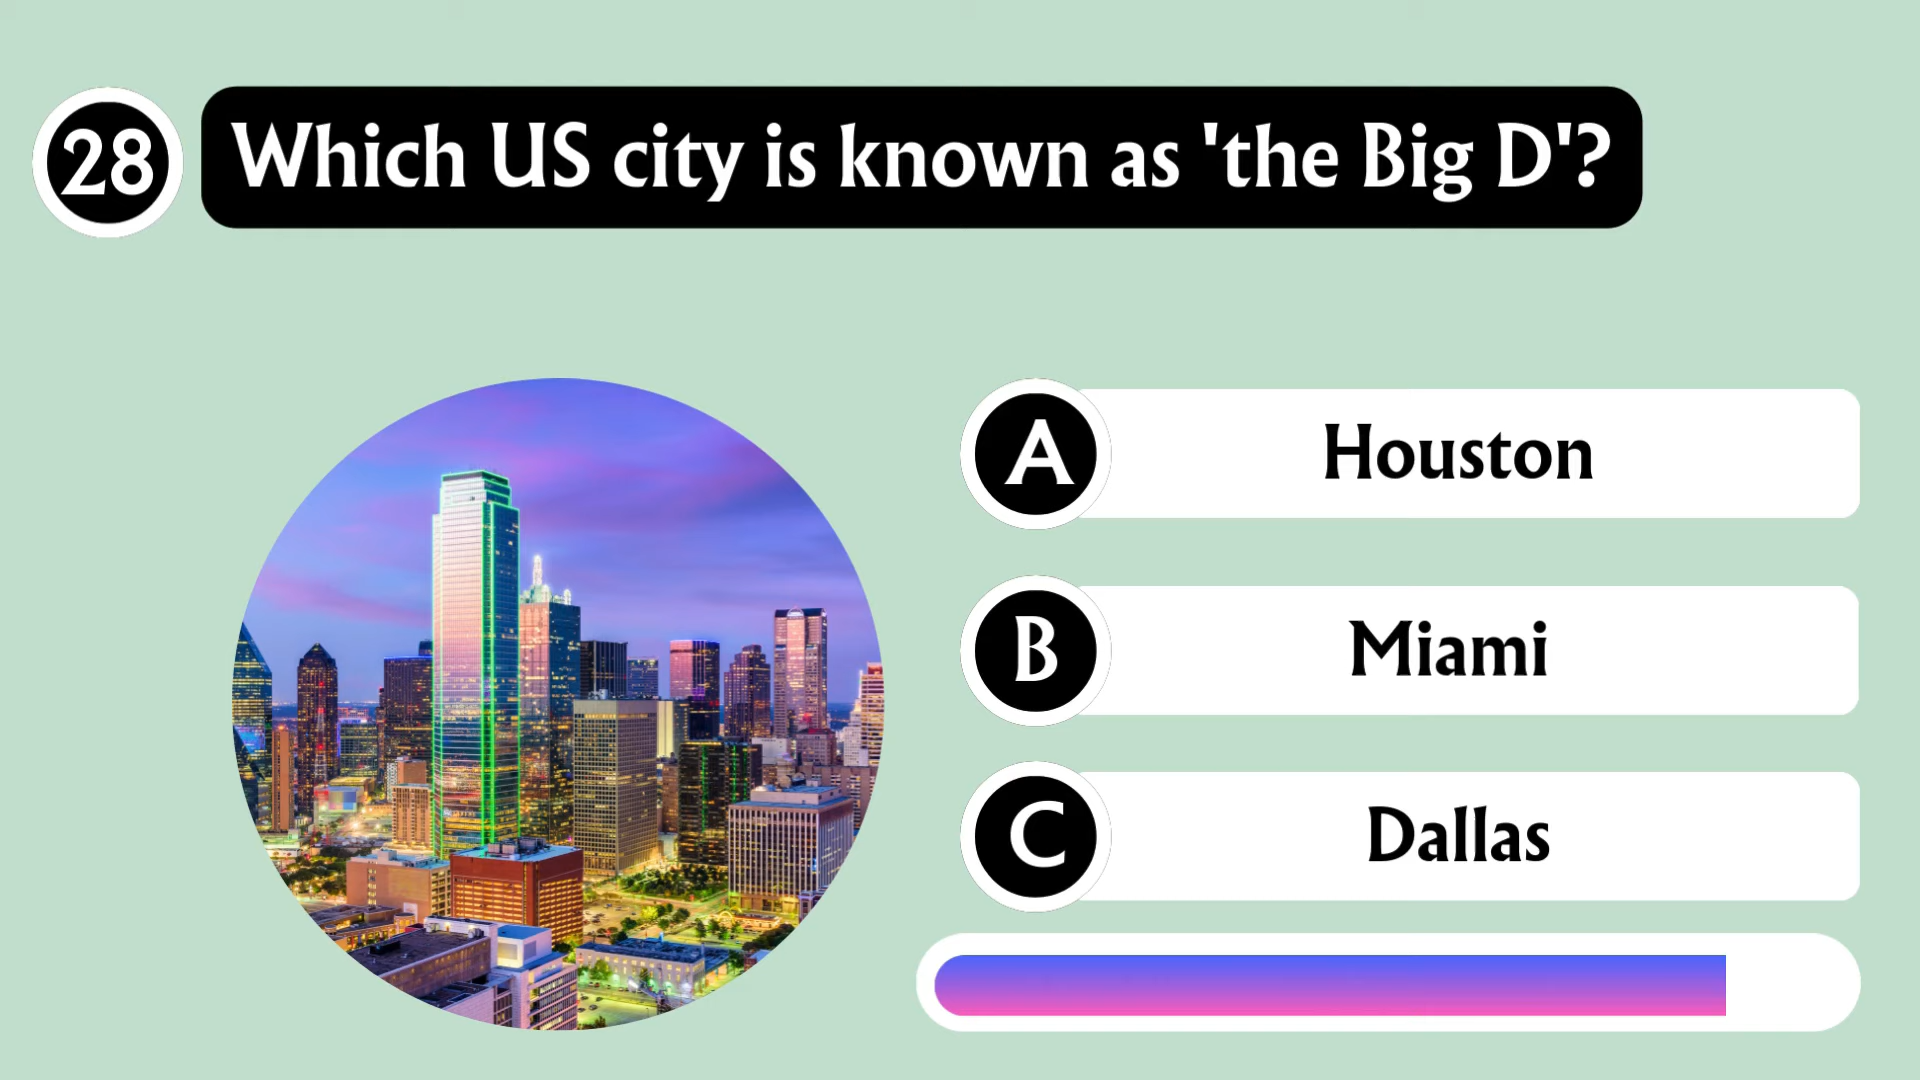 28
Which US city is known as 'the Big D'?
A
Houston
B
Miami
C
Dallas